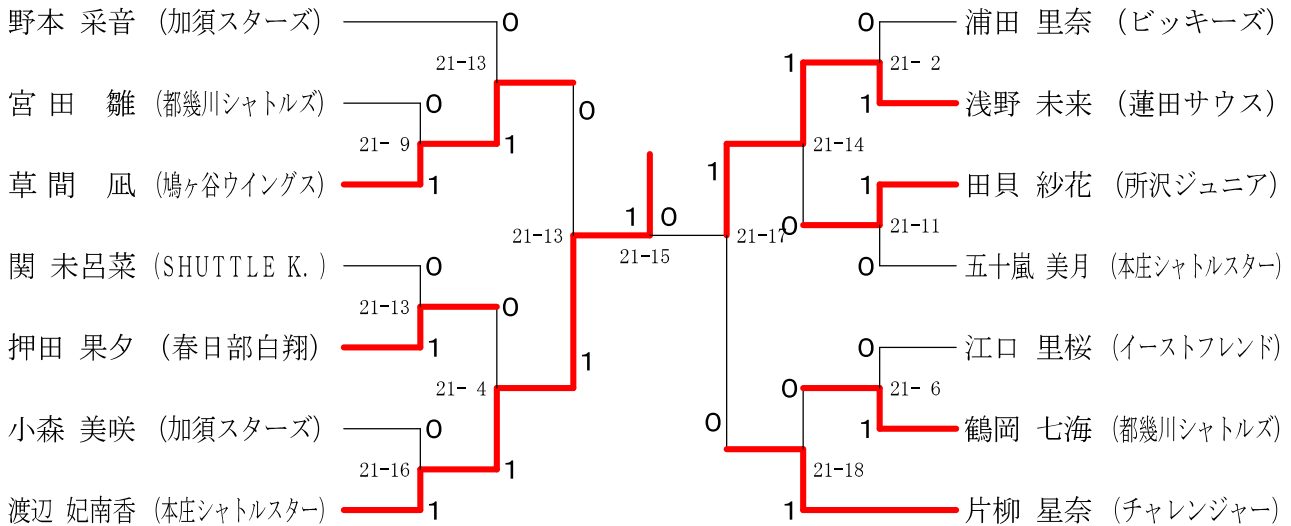 野本 采音 (加須スターズ) 0
21-13
宮田 雛 (都幾川シャトルズ) 0
0
21- 9
1
草間 凪 (鳩ヶ谷ウイングス) 1
21-13
1 0
21-15
関 未呂菜 (SHUTTLE K.) 0
21-13
0
押田 果夕 (春日部白翔) 1
1
21- 4
小森 美咲 (加須スターズ) 0
21-16
1
渡辺 妃南香 (本庄シャトルスター) 1
0 浦田 里奈 (ビッキーズ)
1
21- 2
1 浅野 未来 (蓮田サウス)
21-14
1
1 田貝 紗花 (所沢ジュニア)
21-17
0
21-11
0 五十嵐 美月 (本庄シャトルスター)
0 江口 里桜 (イーストフレンド)
0
21- 6
0
1 鶴岡 七海 (都幾川シャトルズ)
21-18
1 片柳 星奈 (チャレンジャー)